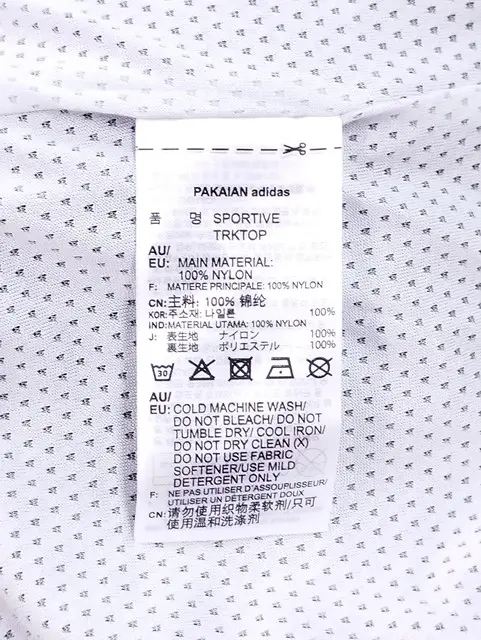 PAKAIAN adidas
품 명 SPORTIVE
TRKTOP
AU/
EU: MAIN MATERIAL:
100% NYLON
F: MATIERE PRINCIPALE: 100% NYLON
CN: 主料: 100% 锦纶
KOR: 주소재: 나일론 100%
IND: MATERIAL UTAMA: 100% NYLON
J: 表生地 ナイロン 100%
裏生地 ポリエステル 100%
30
AU/
EU: COLD MACHINE WASH/
DO NOT BLEACH/ DO NOT
TUMBLE DRY/ COOL IRON/
DO NOT DRY CLEAN (X)
DO NOT USE FABRIC
SOFTENER/USE MILD
DETERGENT ONLY
F: NE PAS UTILISER D'ASSOUPLISSEUR/
UTILISER UN DÉTERGENT DOUX
CN: 请勿使用织物柔软剂/只可
使用温和洗涤剂